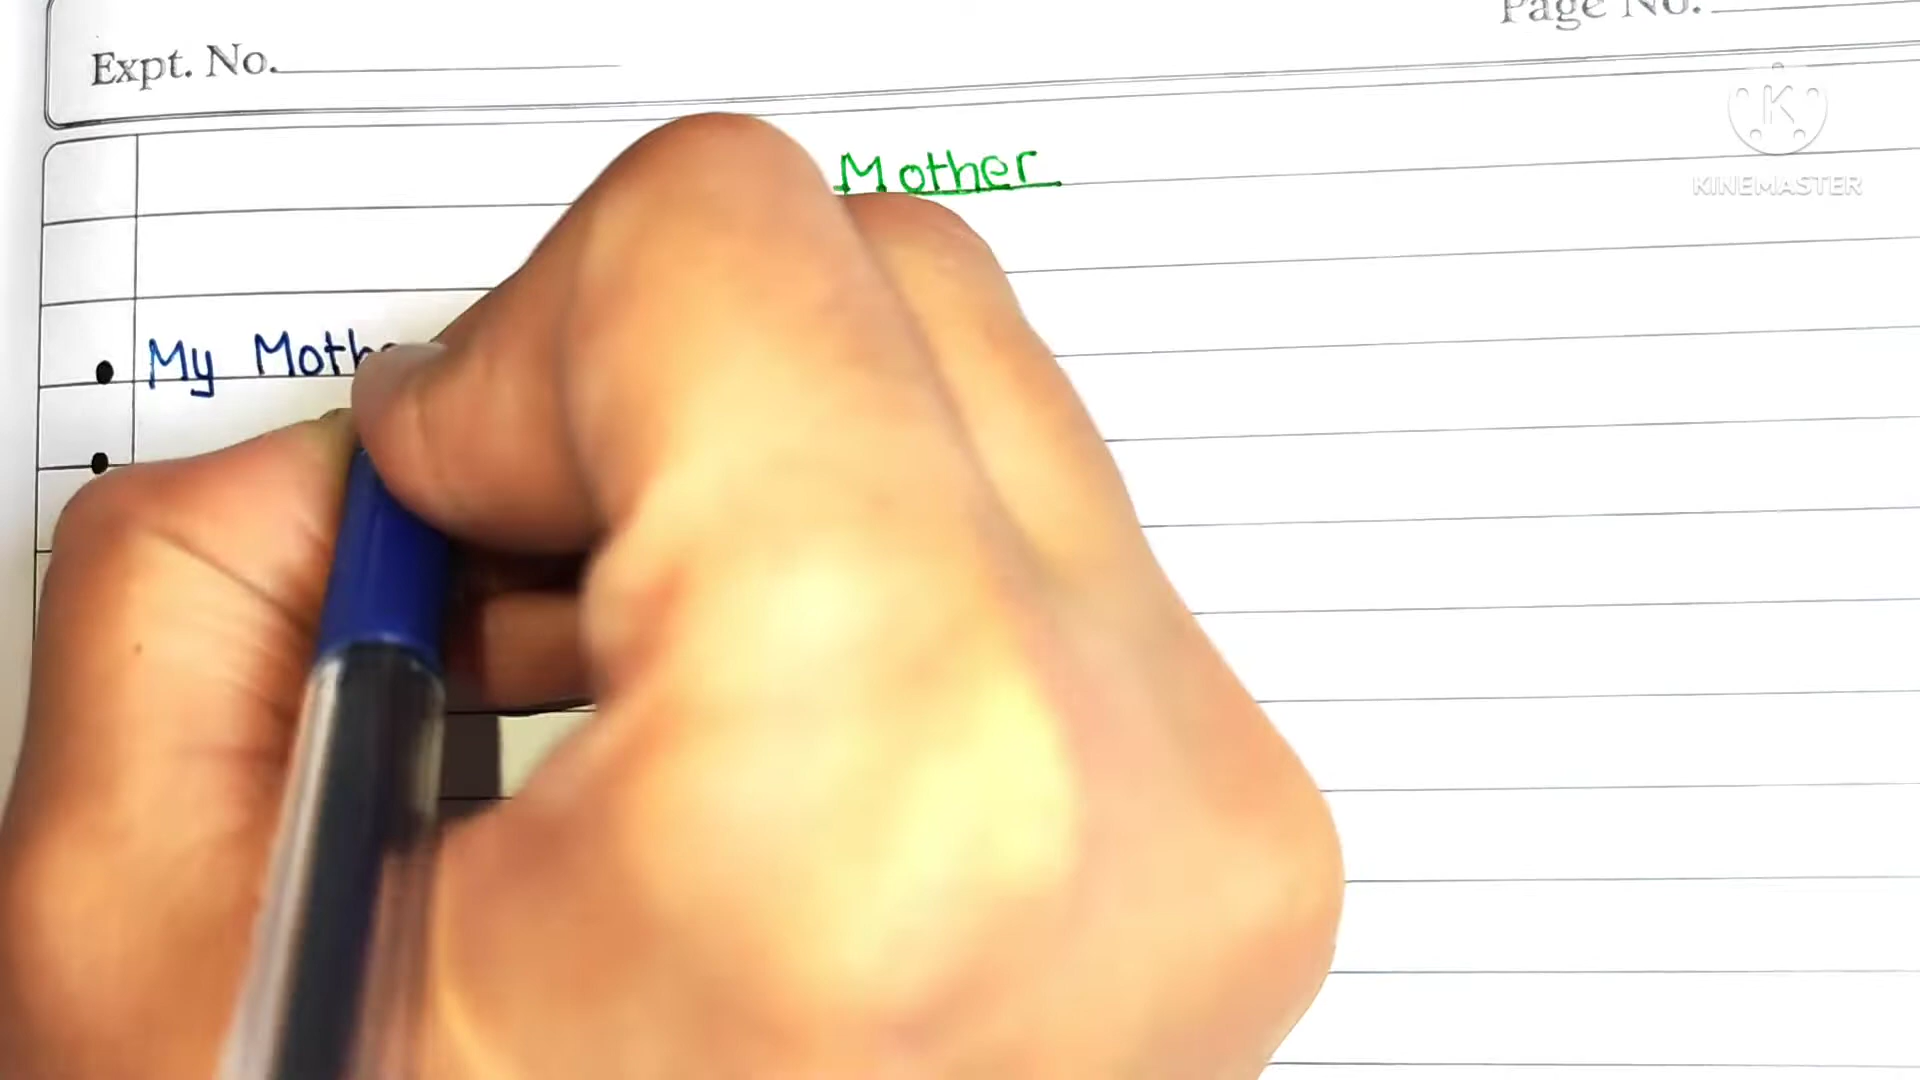 Page No.
Expt. No.
Mother
K
KINEMASTER
• My Moth
•